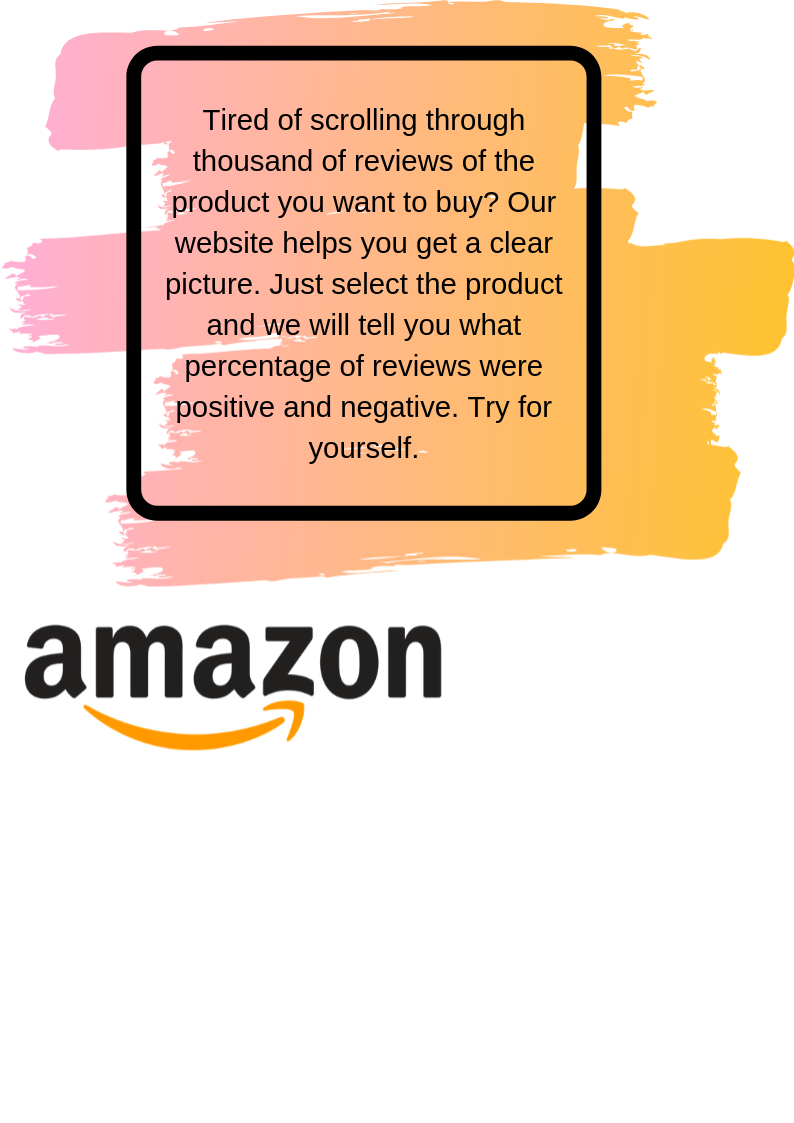 Tired of scrolling through
thousand of reviews of the
product you want to buy? Our
website helps you get a clear
picture. Just select the product
and we will tell you what
percentage of reviews were
positive and negative. Try for
yourself.
amazon